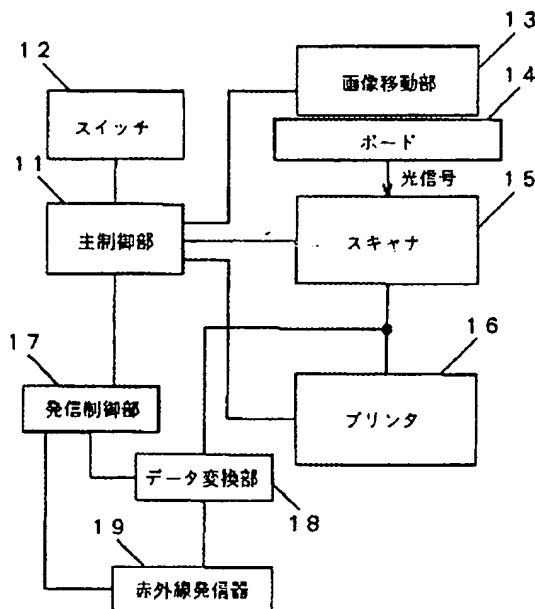 13
12
画像移動部
14
スイッチ
ボード
11
光信号
15
主制御部
スキャナ
16
17
発信制御部
プリンタ
データ変換部
18
19
赤外線発信器